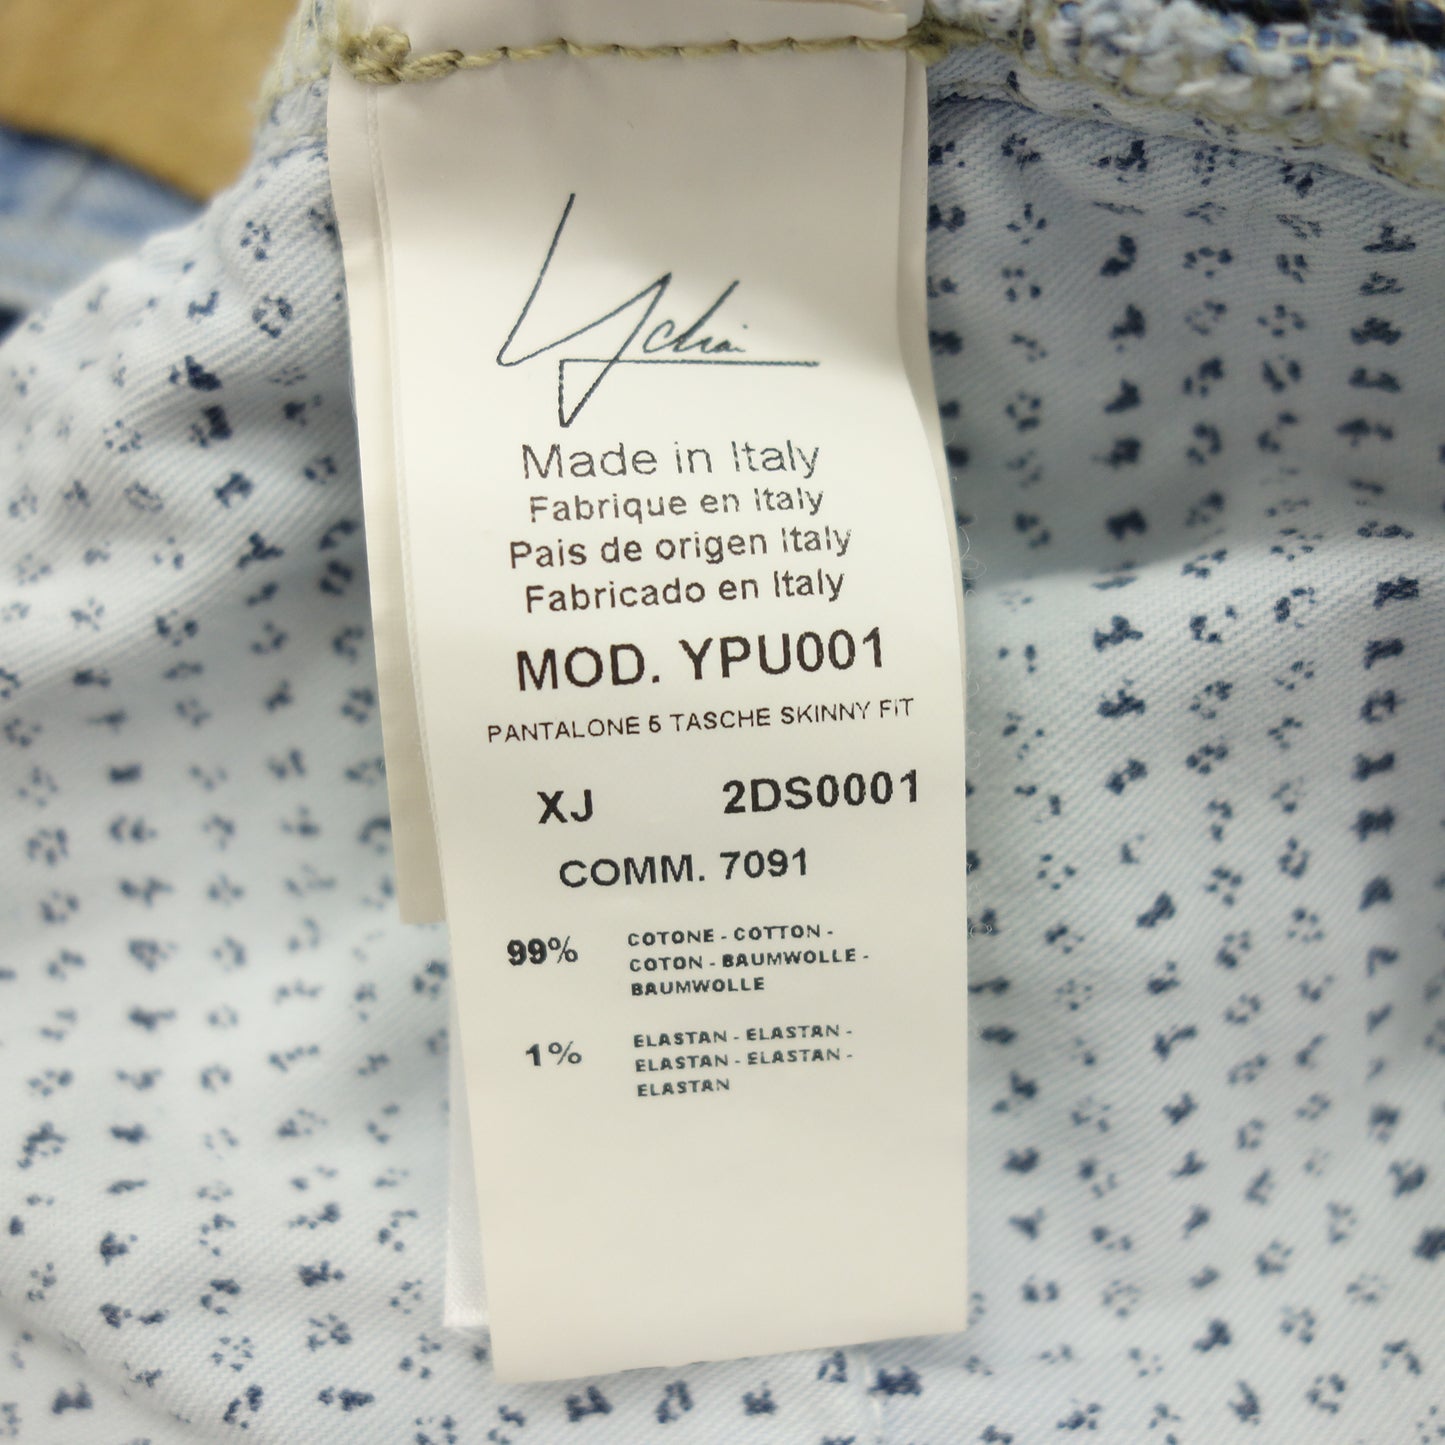 Ychai
Made in Italy
Fabrique en Italy
Pais de origen Italy
Fabricado en Italy
MOD. YPU001
PANTALONE 5 TASCHE SKINNY FIT
XJ 2DS0001
COMM. 7091
99% COTONE - COTTON -
COTON - BAUMWOLLE -
BAUMWOLLE
1% ELASTAN - ELASTAN -
ELASTAN - ELASTAN -
ELASTAN